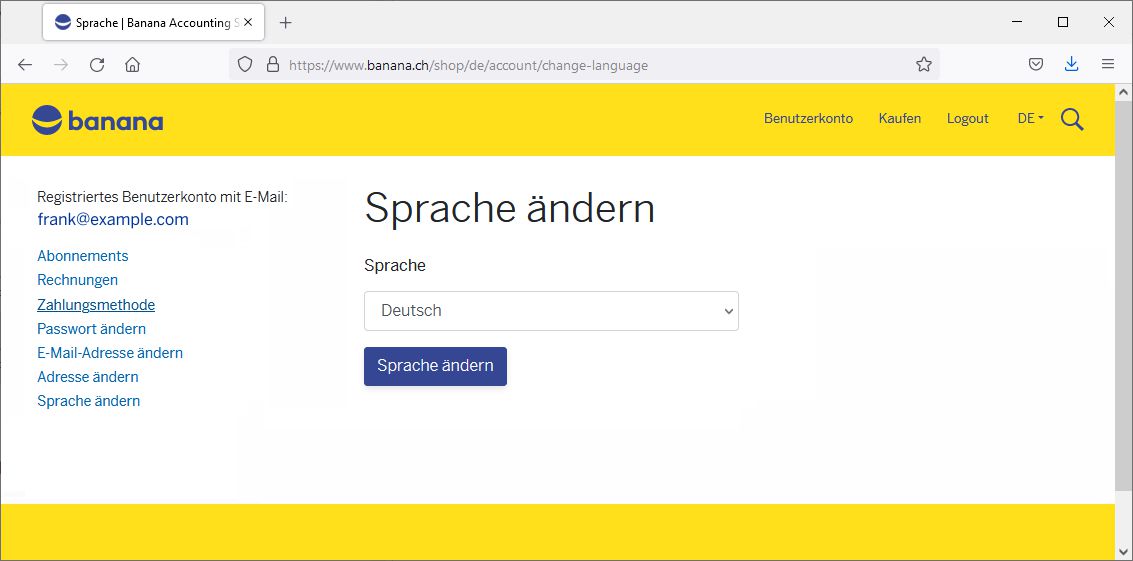 Sprache | Banana Accounting S
https://www.banana.ch/shop/de/account/change-language
banana
Benutzerkonto Kaufen Logout DE
Registriertes Benutzerkonto mit E-Mail:
frank@example.com
Abonnements
Rechnungen
Zahlungsmethode
Passwort ändern
E-Mail-Adresse ändern
Adresse ändern
Sprache ändern
Sprache ändern
Sprache
Deutsch
Sprache ändern